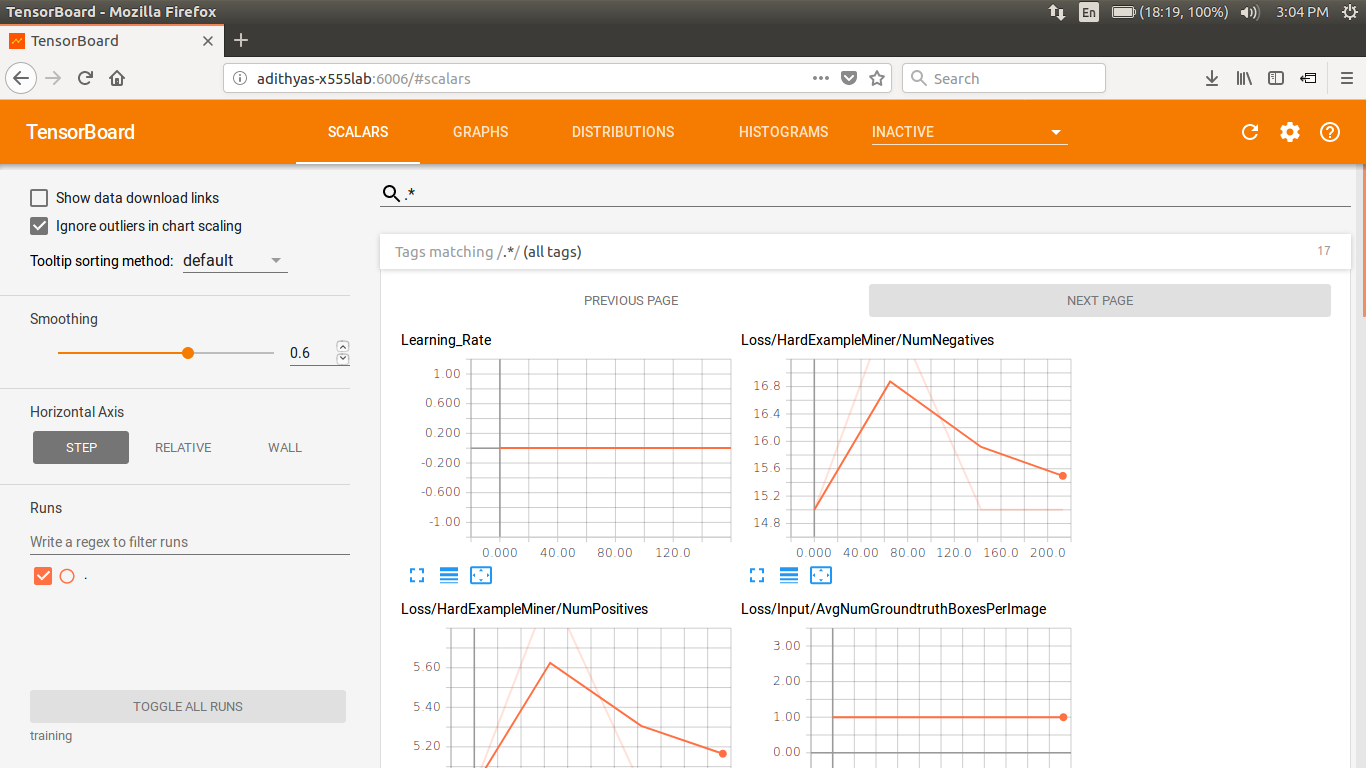 TensorBoard - Mozilla Firefox
En
(18:19, 100%)
3:04 PM
TensorBoard
adithyas-x555lab:6006/#scalars
Search
TensorBoard
SCALARS
GRAPHS
DISTRIBUTIONS
HISTOGRAMS
INACTIVE
Show data download links
Ignore outliers in chart scaling
Tooltip sorting method: default
Smoothing
0.6
Horizontal Axis
STEP RELATIVE WALL
Runs
Write a regex to filter runs
.
TOGGLE ALL RUNS
training
.*
Tags matching /.*/ (all tags)
17
PREVIOUS PAGE
NEXT PAGE
Learning_Rate
1.00
0.600
0.200
-0.200
-0.600
-1.00
0.000 40.00 80.00 120.0
Loss/HardExampleMiner/NumNegatives
16.8
16.4
16.0
15.6
15.2
14.8
0.000 40.00 80.00 120.0 160.0 200.0
Loss/HardExampleMiner/NumPositives
5.60
5.40
5.20
Loss/Input/AvgNumGroundtruthBoxesPerImage
3.00
2.00
1.00
0.00